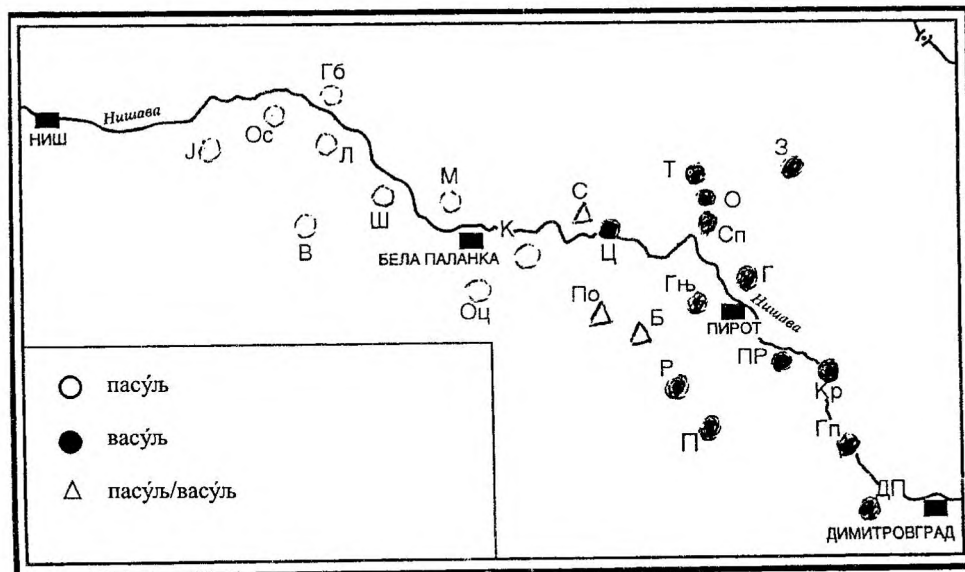 Гб
Нишава
НИШ
Ос
Ј
Л
М
Ш
В
К
БЕЛА ПАЛАНКА
Оц
С
Ц
По
Б
Т
З
О
Сп
Г
Гњ
Нишава
ПИРОТ
ПР
Р
Кр
П
Гп
ДП
ДИМИТРОВГРАД
пасу́љ
васу́љ
пасу́љ/васу́љ